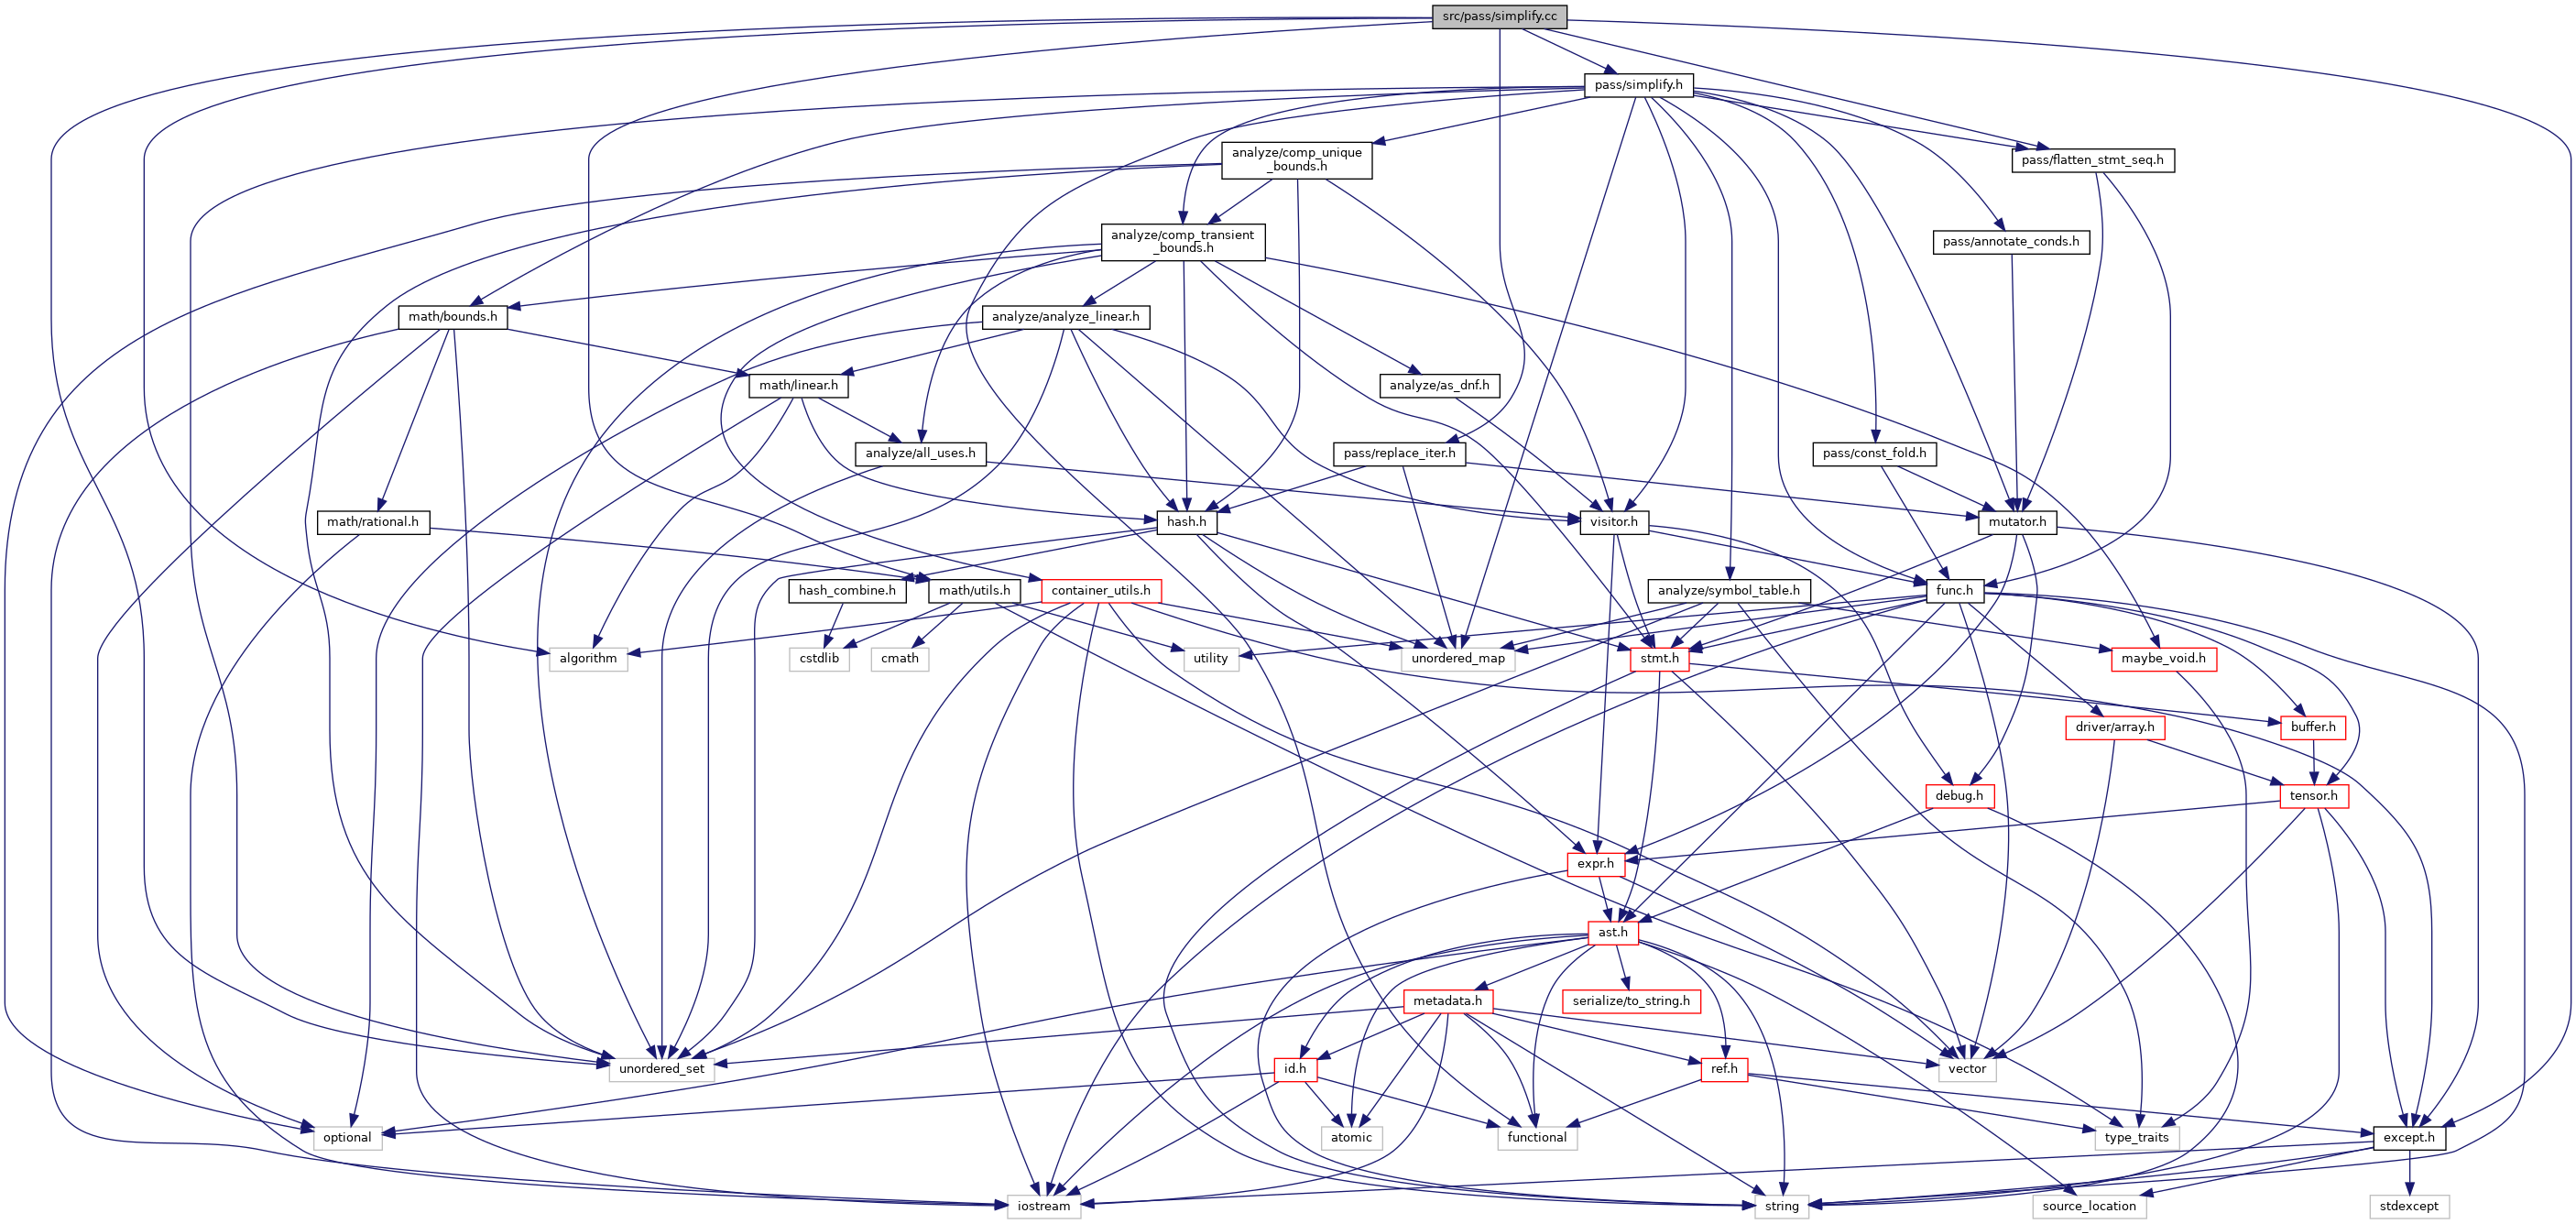 src/pass/simplify.cc
pass/simplify.h
analyze/comp_unique
_bounds.h
pass/flatten_stmt_seq.h
analyze/comp_transient
_bounds.h
pass/annotate_conds.h
math/bounds.h
analyze/analyze_linear.h
math/linear.h
analyze/as_dnf.h
analyze/all_uses.h
pass/replace_iter.h
pass/const_fold.h
math/rational.h
hash.h
visitor.h
mutator.h
hash_combine.h
math/utils.h
container_utils.h
analyze/symbol_table.h
func.h
algorithm
cstdlib
cmath
utility
unordered_map
stmt.h
maybe_void.h
driver/array.h
buffer.h
debug.h
tensor.h
expr.h
ast.h
metadata.h
serialize/to_string.h
unordered_set
id.h
ref.h
vector
optional
atomic
functional
type_traits
except.h
iostream
string
source_location
stdexcept